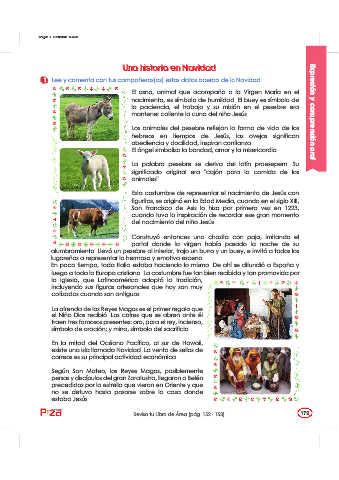 Una historia en Navidad
1 Lee y comenta con tus compañeros(as) estos datos acerca de la Navidad
Expresión y comprensión oral
El asno, animal que acompañó a la Virgen María en el
nacimiento, es símbolo de humildad. El buey es símbolo de
la paciencia, el trabajo y su misión en el pesebre era
mantener caliente la cuna del niño Jesús
Los animales del pesebre reflejan la forma de vida de los
hebreos en tiempos de Jesús, las ovejas significan
obediencia y docilidad, inspiran confianza
El ángel simboliza la bondad, amor y la misericordia
La palabra pesebre se deriva del latín praesepem. Su
significado original era "cajón para la comida de los
animales"
Esta costumbre de representar el nacimiento de Jesús con
figuritas, se originó en la Edad Media, cuando en el siglo XIII,
San Francisco de Asís lo hizo por primera vez en 1223,
cuando tuvo la inspiración de recordar ese gran momento
del nacimiento del niño Jesús
Construyó entonces una chocita con paja, imitando el
portal donde la virgen había pasado la noche de su
alumbramiento. Llevó un pesebre al interior, trajo un burro y un buey, e invitó a todos los
lugareños a representar la hermosa y emotiva escena
En poco tiempo, toda Italia estaba haciendo lo mismo. De ahí se difundió a España y
luego a toda la Europa cristiana. La costumbre fue tan bien recibida y tan promovida por
la iglesia, que Latinoamérica adoptó la tradición,
incluyendo sus figuras artesanales que hoy son muy
cotizadas cuando son antiguas
La ofrenda de los Reyes Magos es el primer regalo que
el Niño Dios recibió. Los cofres que se abren ante él
traen tres famosos presentes: oro, para el rey, incienso,
símbolo de oración; y mirra, símbolo del sacrificio
En la mitad del Océano Pacífico, al sur de Hawaii,
existe una isla llamada Navidad. La venta de sellos de
correos es su principal actividad económica
Según San Mateo, los Reyes Magos, posiblemente
persas y discípulos del gran Zoroastro, llegaron a Belén
precedidos por la estrella que vieron en Oriente y que
no se detuvo hasta posarse sobre la casa donde
estaba Jesús
Revisa tu Libro de Área (pág. 152 - 153)
179